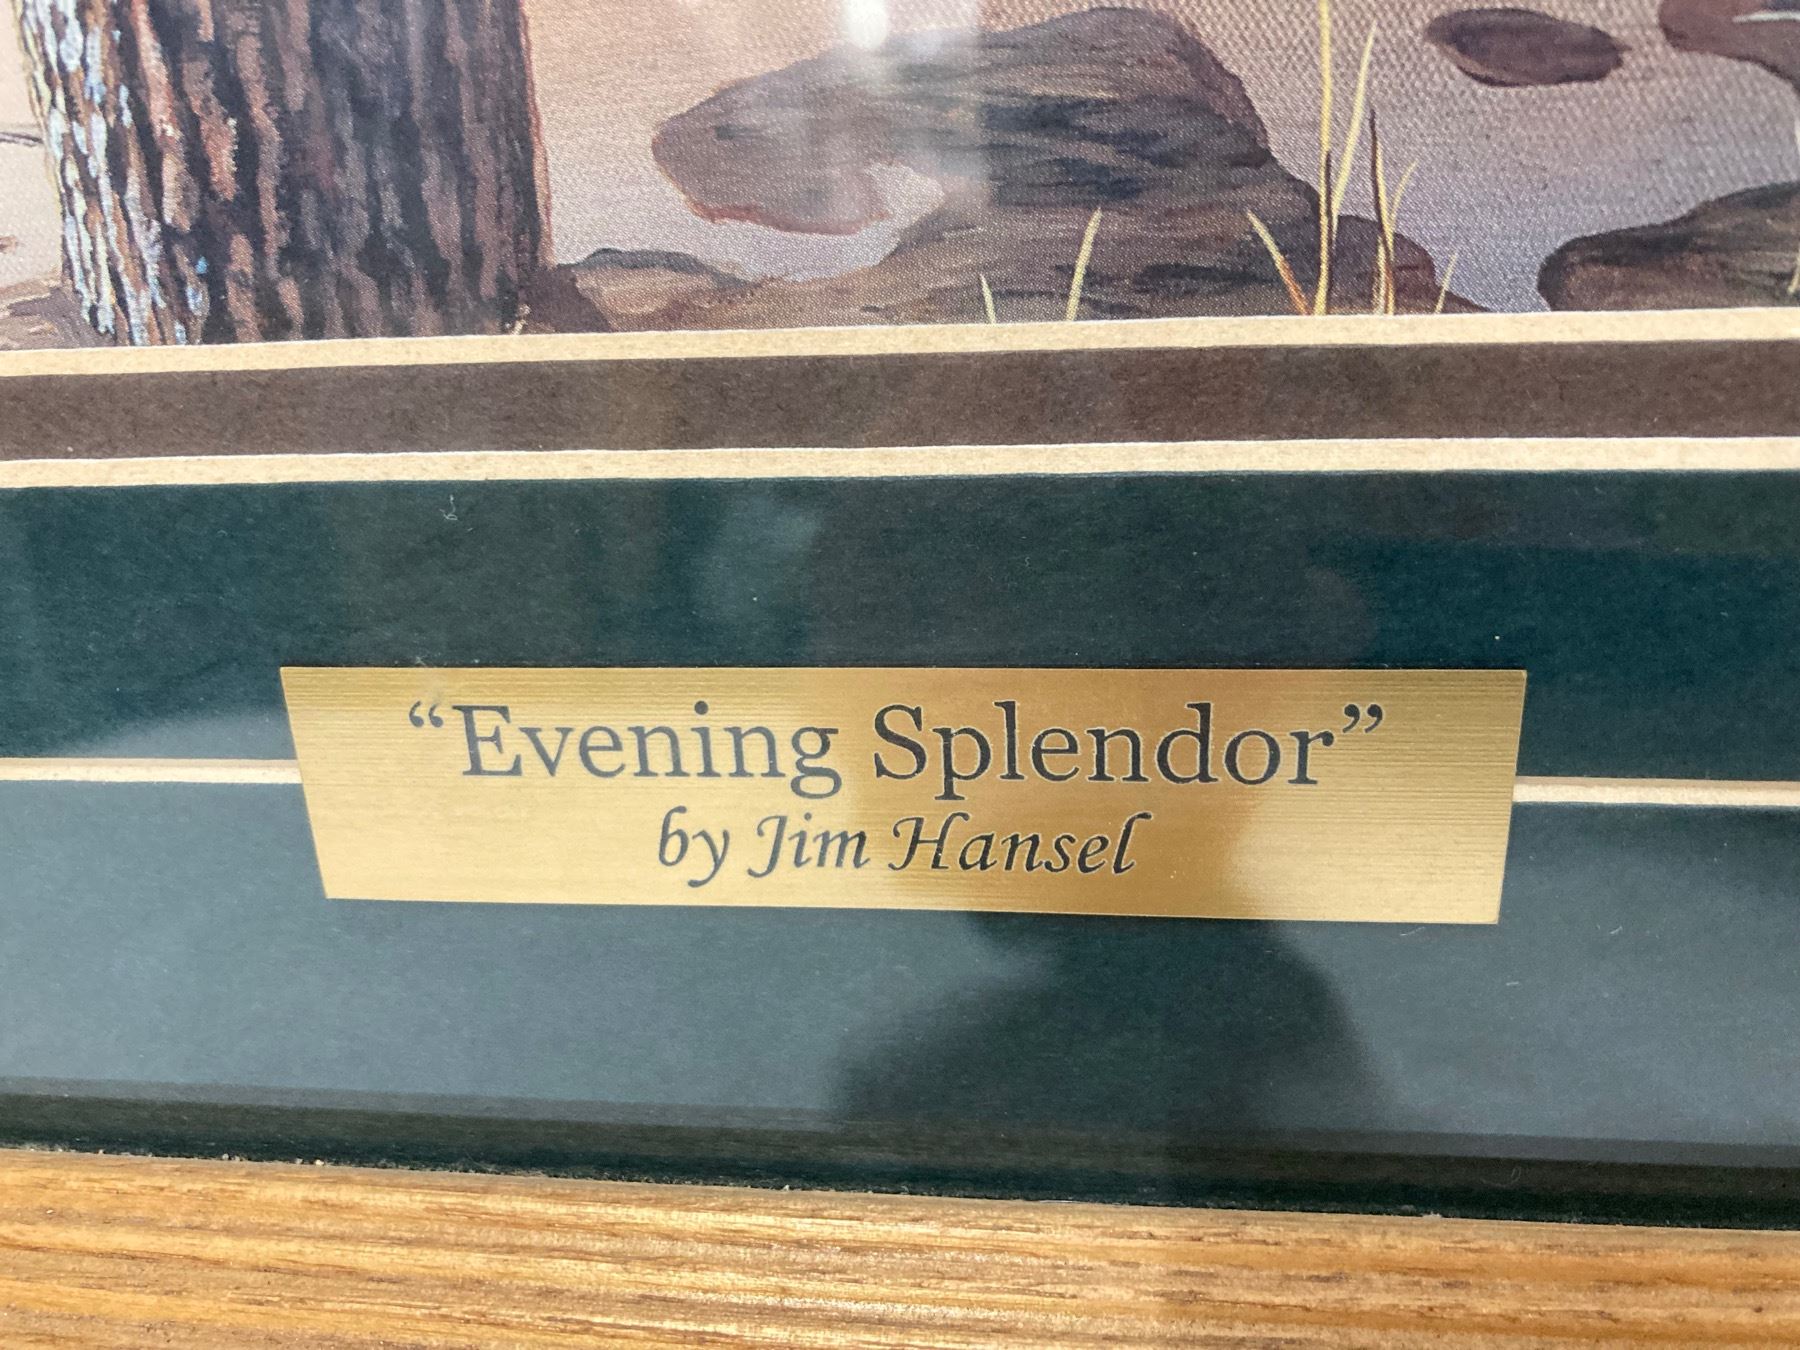 “Evening Splendor”
by Jim Hansel